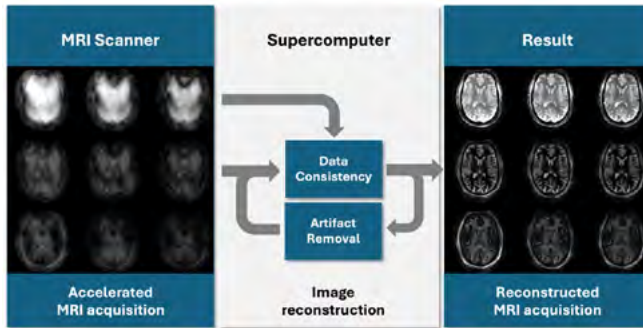 MRI Scanner
Supercomputer
Result
Data
Consistency
Artifact
Removal
Accelerated
MRI acquisition
Image
reconstruction
Reconstructed
MRI acquisition